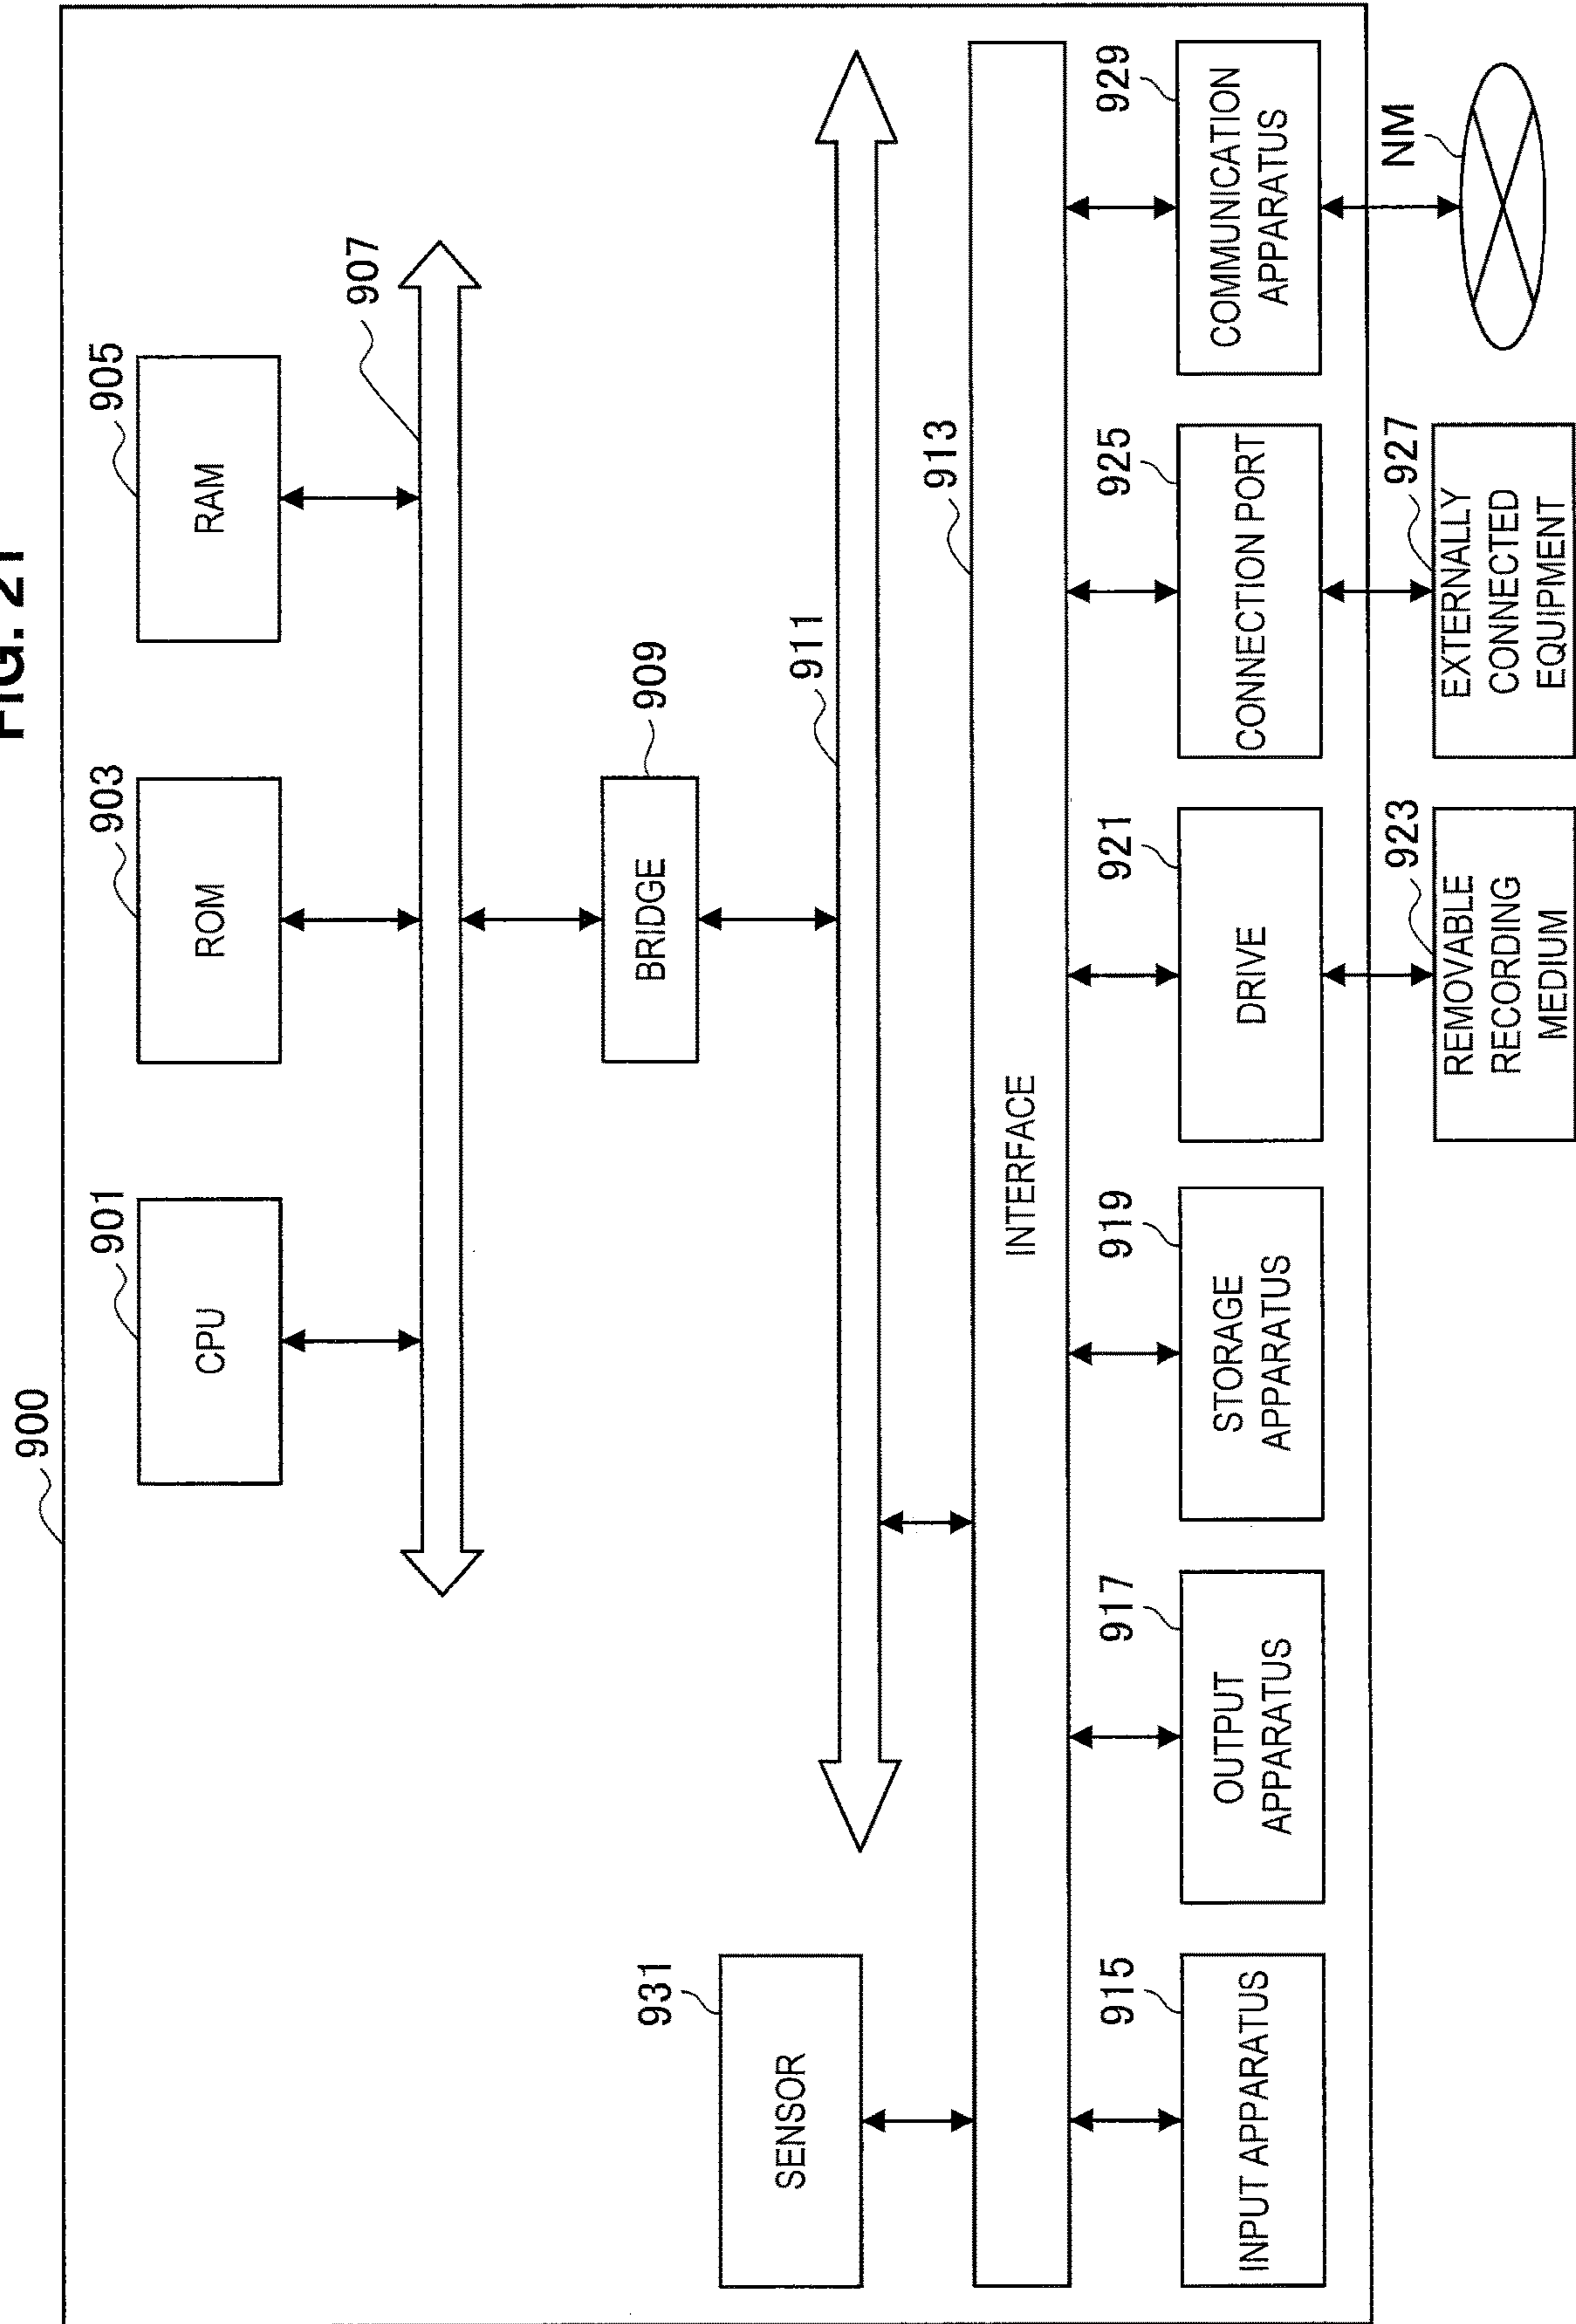 FIG. 21
900
901
CPU
903
ROM
905
RAM
907
909
BRIDGE
911
931
SENSOR
913
INTERFACE
915
INPUT APPARATUS
917
OUTPUT
APPARATUS
919
STORAGE
APPARATUS
921
DRIVE
925
CONNECTION PORT
929
COMMUNICATION
APPARATUS
923
REMOVABLE
RECORDING
MEDIUM
927
EXTERNALLY
CONNECTED
EQUIPMENT
NM